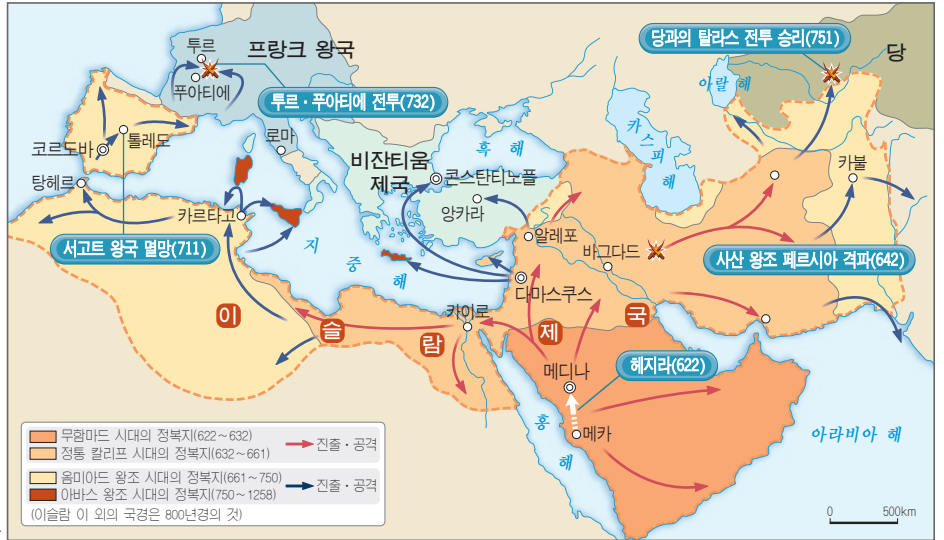 투르
프랑크 왕국
푸아티에
당과의 탈라스 전투 승리(751)
당
아랄 해
투르·푸아티에 전투(732)
톨레도
코르도바
로마
흑 해
카스피 해
비잔티움
제국
콘스탄티노플
앙카라
카불
탕헤르
카르타고
알레포
바그다드
서고트 왕국 멸망(711)
지 중 해
사산 왕조 페르시아 격파(642)
다마스쿠스
이 슬 람 제 국
카이로
메디나
헤지라(622)
홍 해
메카
아라비아 해
무함마드 시대의 정복지(622~632)
정통 칼리프 시대의 정복지(632~661)
진출·공격
옴미아드 왕조 시대의 정복지(661~750)
아바스 왕조 시대의 정복지(750~1258)
진출·공격
(이슬람 이 외의 국경은 800년경의 것)
0 500km